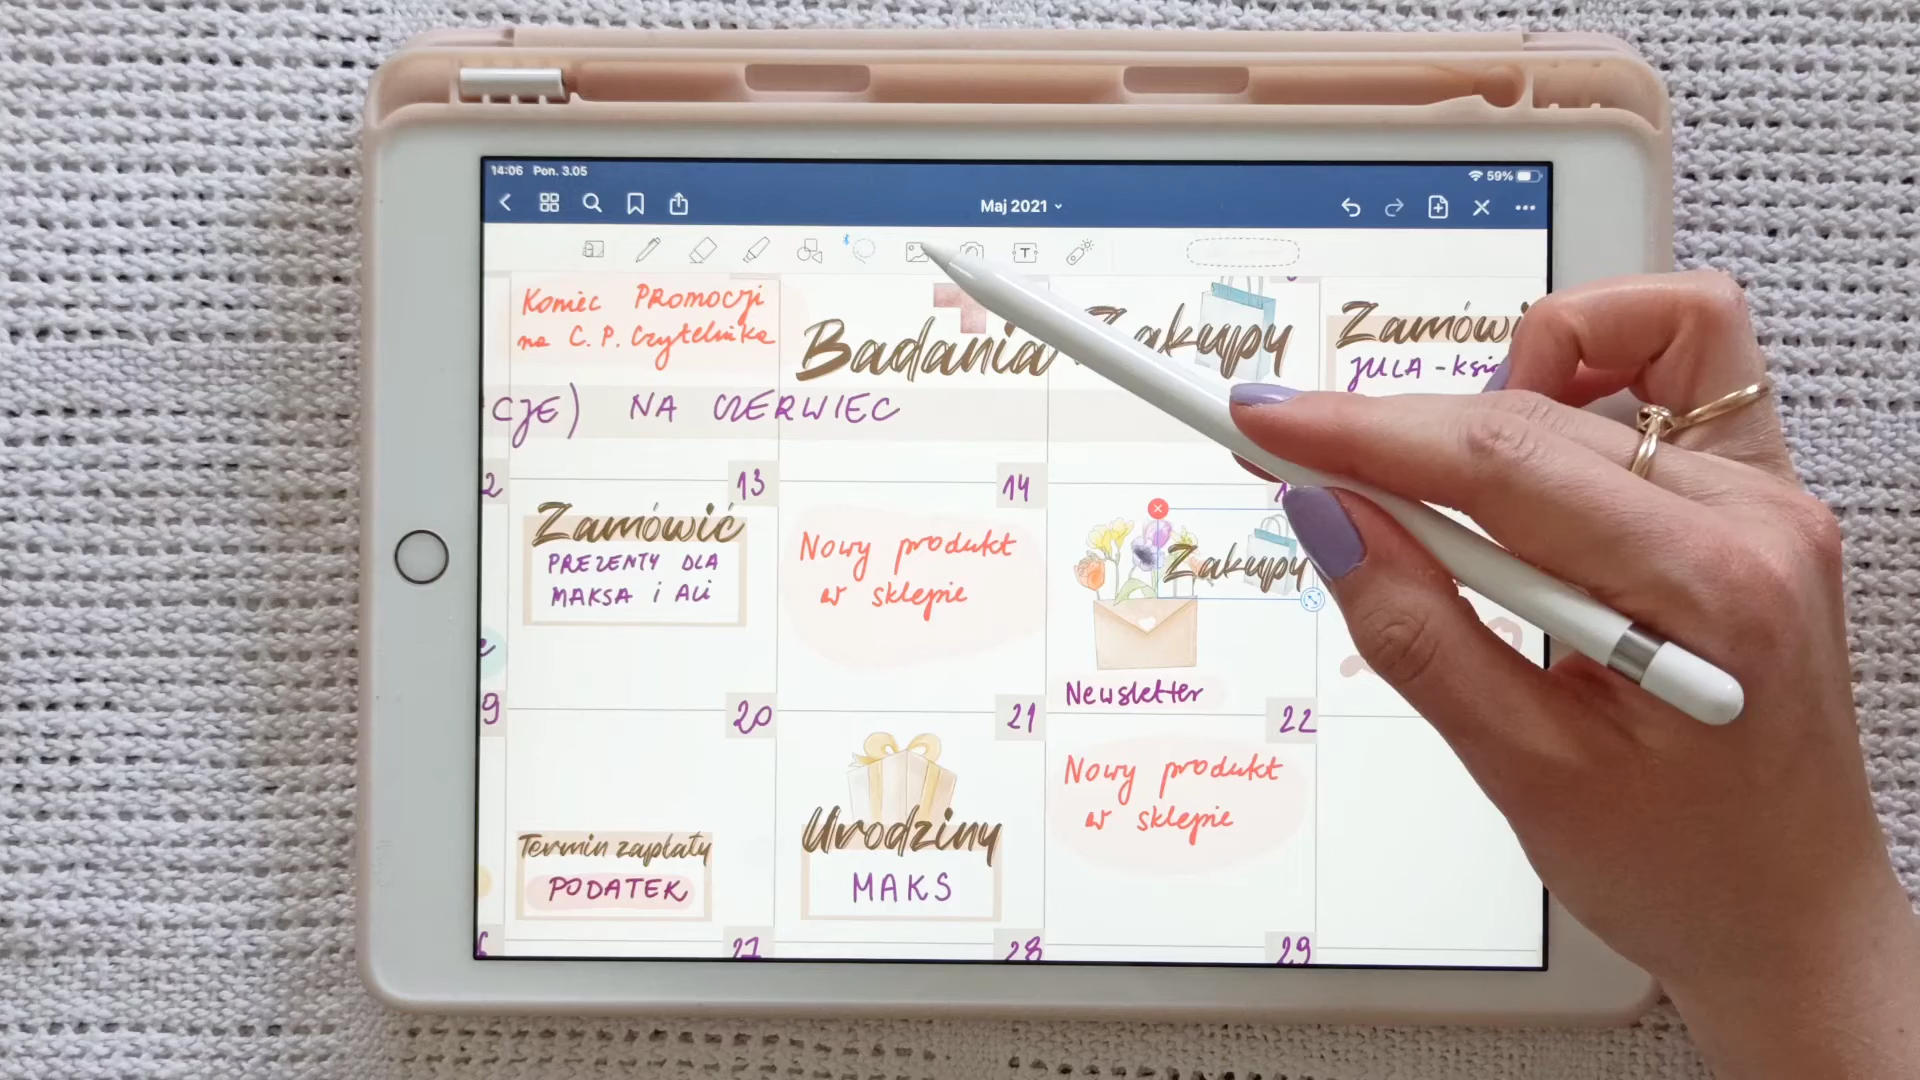 14:06 Pon. 3.05
59%
Maj 2021
T
Koniec PROMOCJI
na C. P. Czytelnika
Badania
Zakupy
JULA -
CJE) NA CZERWIEC
2
13
14
Zamówić
PREZENTY DLA
MAKSA i ALI
Nowy produkt
w sklepie
Zakupy
Newsletter
9
20
21
22
Termin zapłaty
PODATEK
Urodziny
MAKS
Nowy produkt
w sklepie
27
28
29